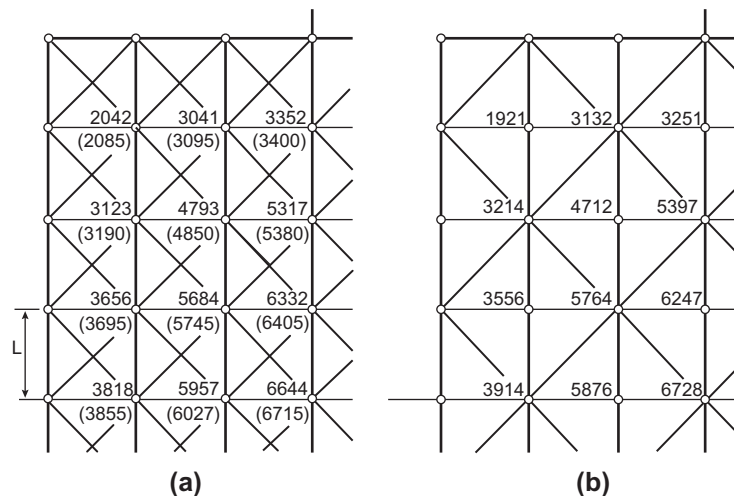 2042 3041 3352 1921 3132 3251
(2085) (3095) (3400)
3123 4793 5317 3214 4712 5397
(3190) (4850) (5380)
3656 5684 6332 3556 5764 6247
(3695) (5745) (6405)
L
3818 5957 6644 3914 5876 6728
(3855) (6027) (6715)
(a) (b)